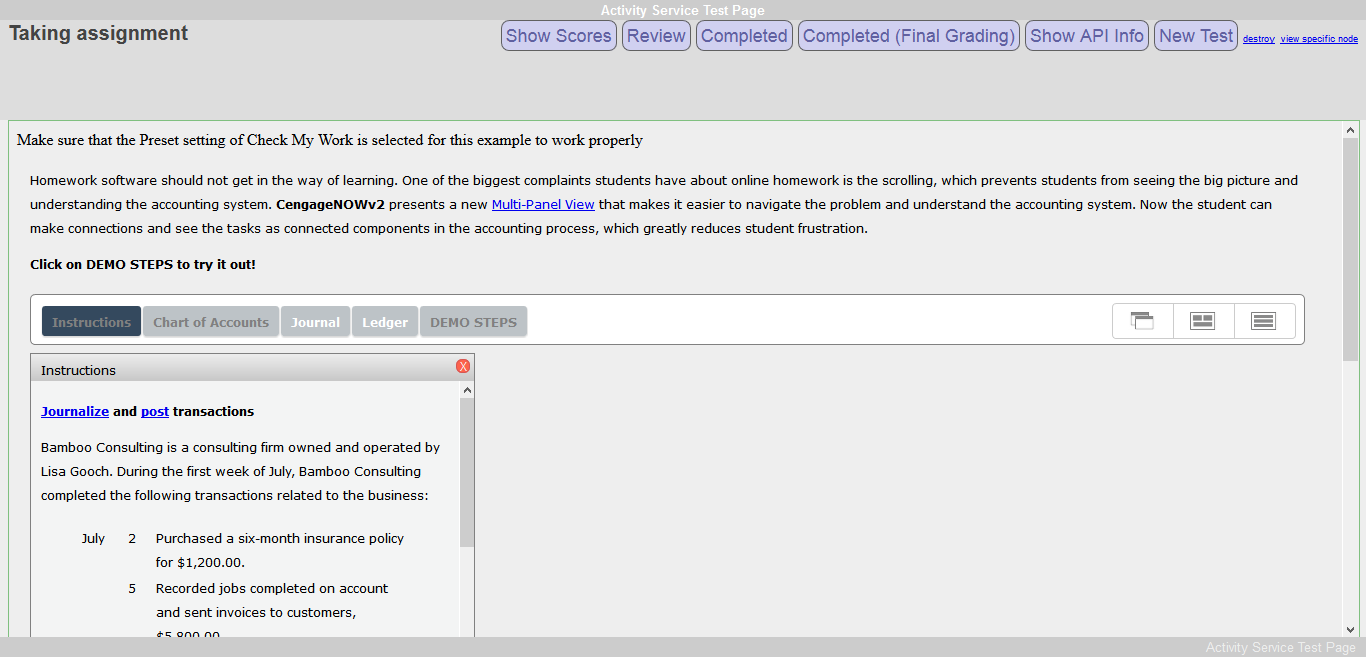 Activity Service Test Page
Taking assignment
Show Scores Review Completed Completed (Final Grading) Show API Info New Test destroy view specific node
Make sure that the Preset setting of Check My Work is selected for this example to work properly
Homework software should not get in the way of learning. One of the biggest complaints students have about online homework is the scrolling, which prevents students from seeing the big picture and
understanding the accounting system. CengageNOWv2 presents a new Multi-Panel View that makes it easier to navigate the problem and understand the accounting system. Now the student can
make connections and see the tasks as connected components in the accounting process, which greatly reduces student frustration.
Click on DEMO STEPS to try it out!
Instructions Chart of Accounts Journal Ledger DEMO STEPS
Instructions X
Journalize and post transactions
Bamboo Consulting is a consulting firm owned and operated by
Lisa Gooch. During the first week of July, Bamboo Consulting
completed the following transactions related to the business:
July 2 Purchased a six-month insurance policy
for $1,200.00.
5 Recorded jobs completed on account
and sent invoices to customers,
$5,800.00
Activity Service Test Page